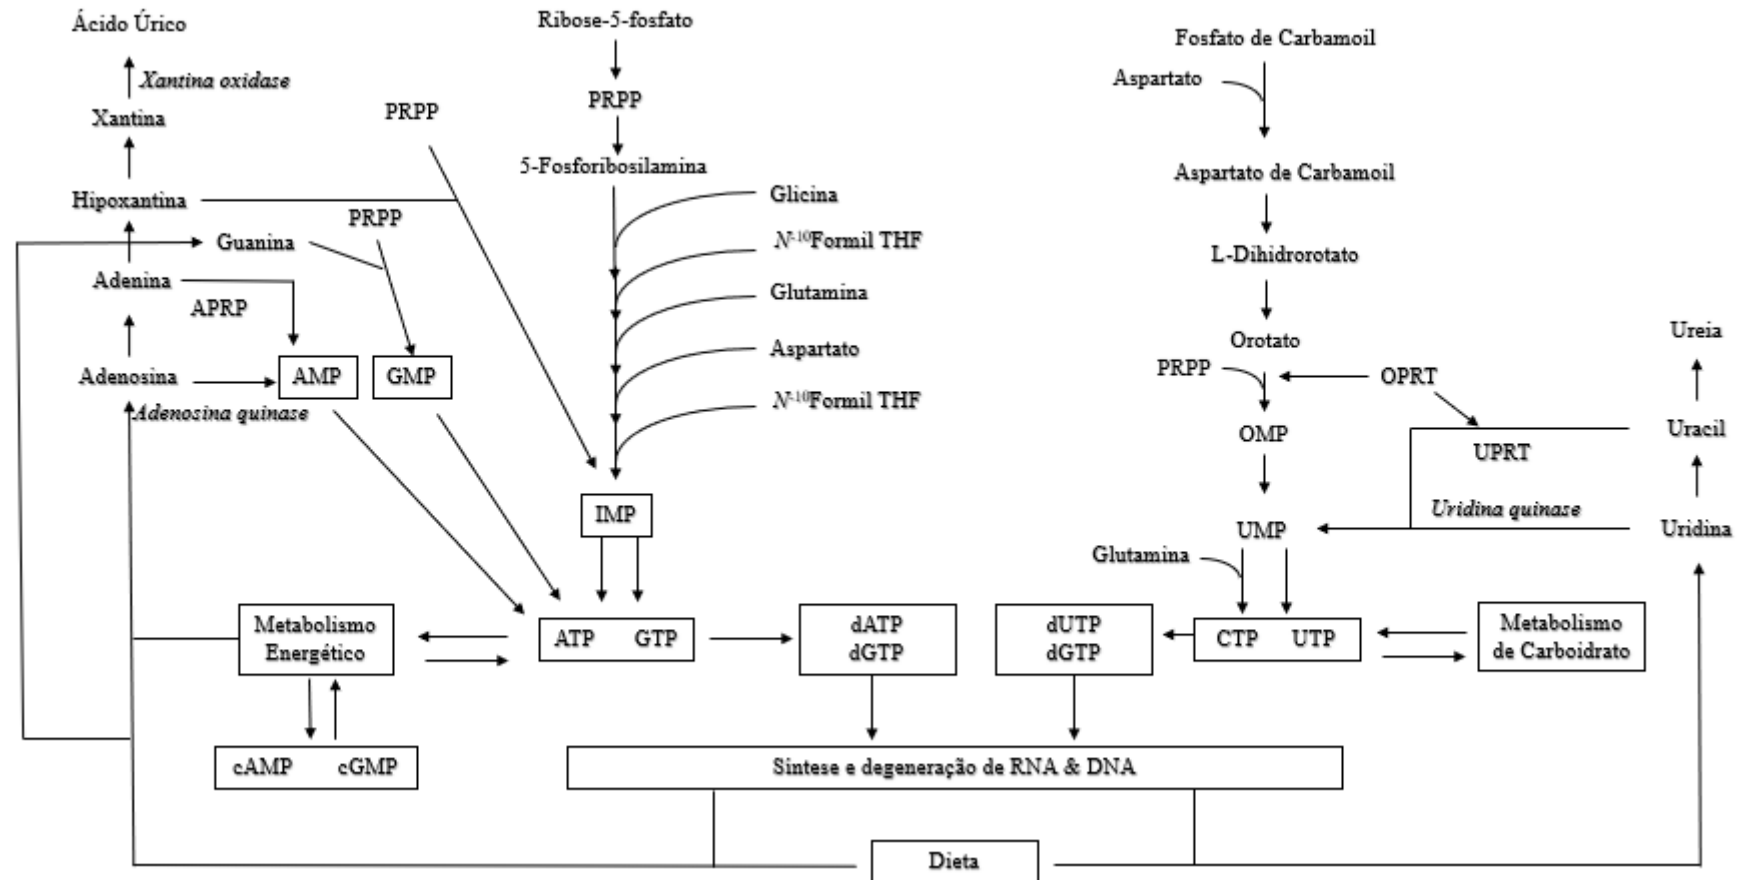 Ácido Úrico
Xantina oxidase
Xantina
Hipoxantina
Guanina
Adenina
APRP
Adenosina
Adenosina quinase
PRPP
PRPP
AMP
GMP
Ribose-5-fosfato
PRPP
5-Fosforibosilamina
Glicina
N-10Formil THF
Glutamina
Aspartato
N-10Formil THF
IMP
Fosfato de Carbamoil
Aspartato
Aspartato de Carbamoil
L-Dihidrorotato
Orotato
PRPP
OPRT
OMP
UPRT
Ureia
Uracil
Uridina quinase
Uridina
UMP
Glutamina
Metabolismo
Energético
ATP GTP
dATP
dGTP
dUTP
dGTP
CTP UTP
Metabolismo
de Carboidrato
cAMP cGMP
Síntese e degeneração de RNA & DNA
Dieta